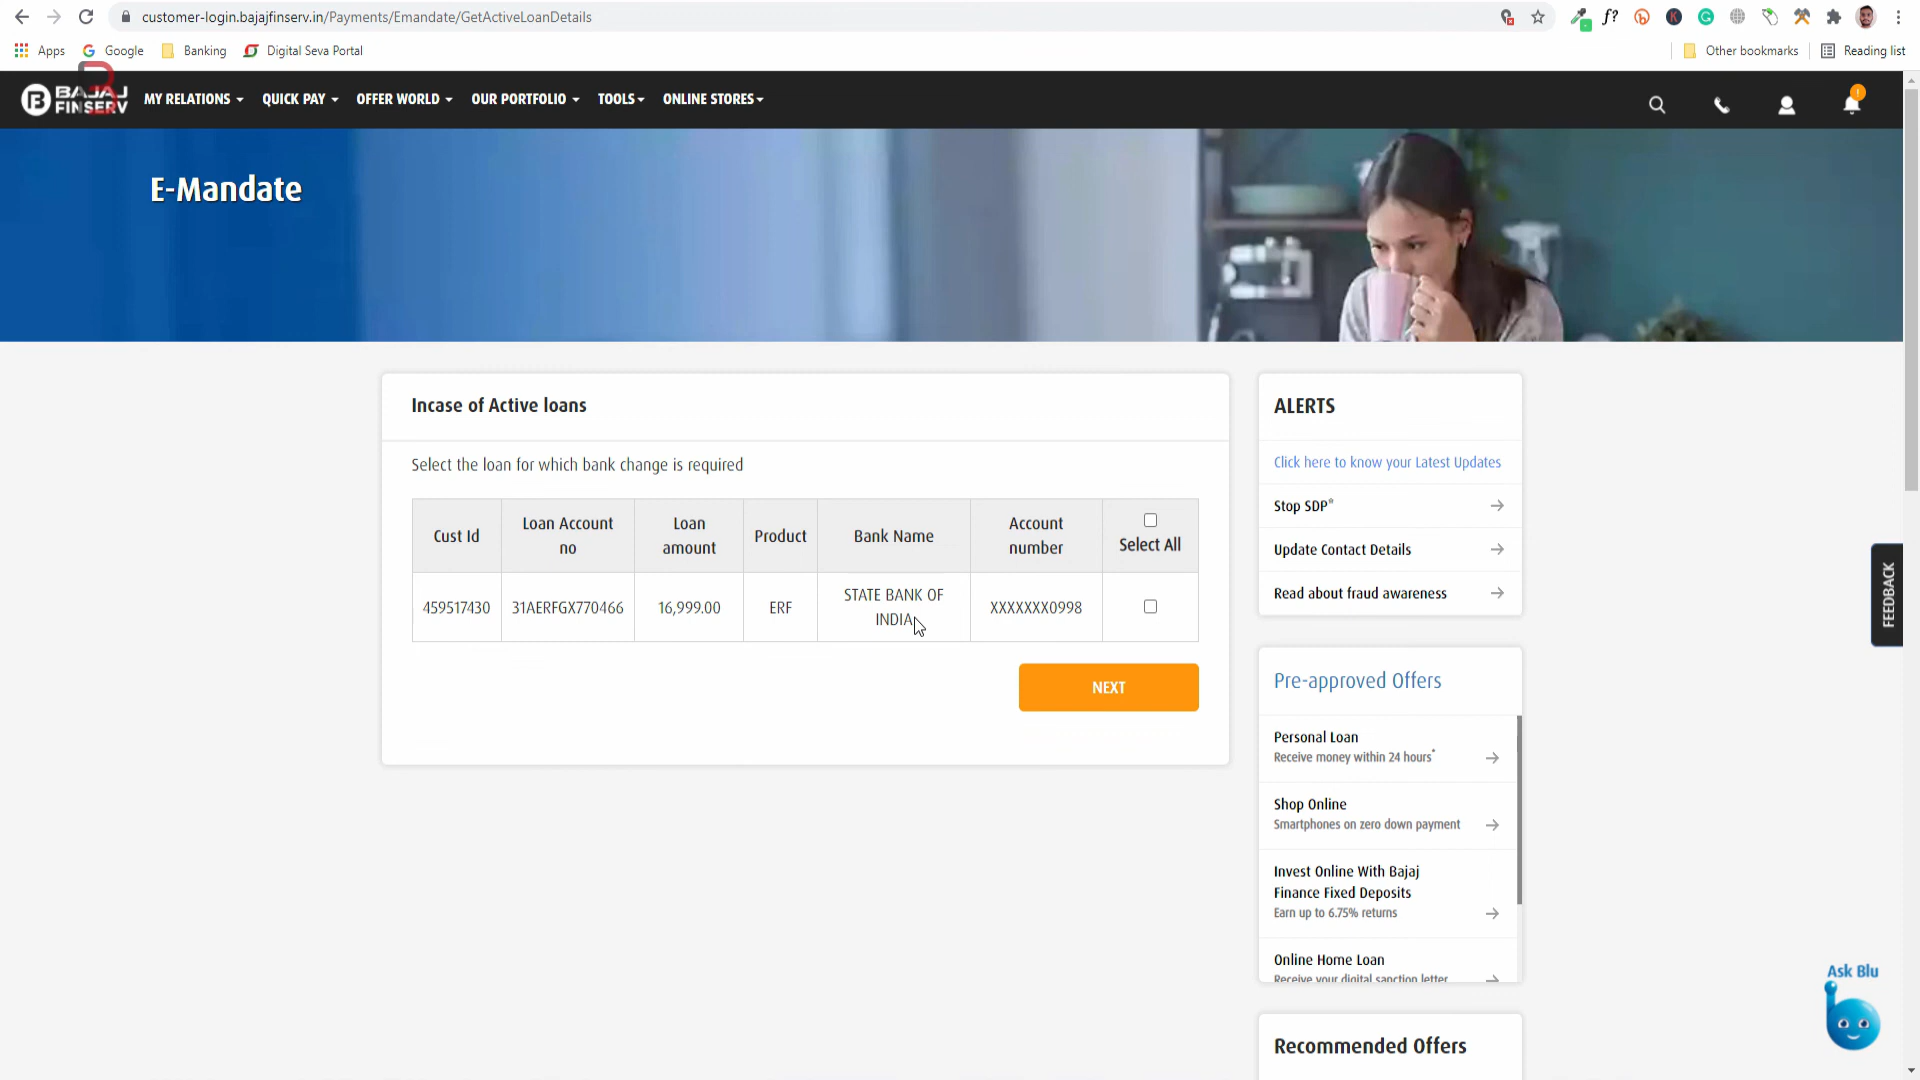 customer-login.bajajfinserv.in/Payments/Emandate/GetActiveLoanDetails
Apps
Google
Banking
Digital Seva Portal
Other bookmarks
Reading list
BAJAJ
FINSERV
MY RELATIONS
QUICK PAY
OFFER WORLD
OUR PORTFOLIO
TOOLS
ONLINE STORES
E-Mandate
Incase of Active loans
Select the loan for which bank change is required
Cust Id
Loan Account
no
Loan
amount
Product
Bank Name
Account
number
Select All
459517430
31AERFGX770466
16,999.00
ERF
STATE BANK OF
INDIA
XXXXXXX0998
NEXT
ALERTS
Click here to know your Latest Updates
Stop SDP*
Update Contact Details
Read about fraud awareness
Pre-approved Offers
Personal Loan
Receive money within 24 hours*
Shop Online
Smartphones on zero down payment
Invest Online With Bajaj
Finance Fixed Deposits
Earn up to 6.75% returns
Online Home Loan
Receive your digital sanction letter
Recommended Offers
FEEDBACK
Ask Blu